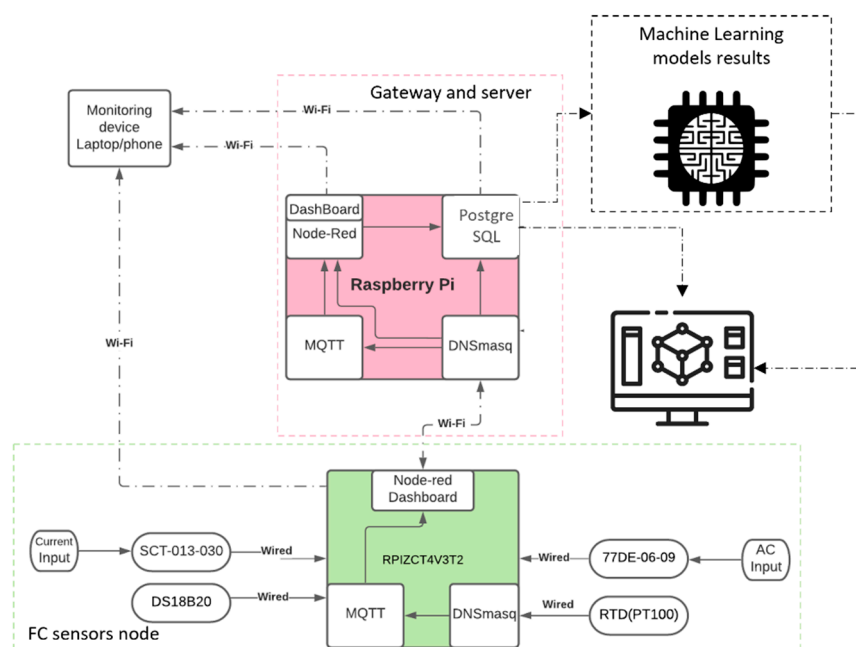 Machine Learning
models results
Gateway and server
Monitoring
device
Laptop/phone
Wi-Fi
Wi-Fi
DashBoard
Node-Red
Postgre
SQL
Raspberry Pi
MQTT
DNSmasq
Wi-Fi
Wi-Fi
Node-red
Dashboard
Current
Input
SCT-013-030
Wired
RPIZCT4V3T2
Wired
77DE-06-09
AC
Input
DS18B20
Wired
MQTT
DNSmasq
Wired
RTD(PT100)
FC sensors node